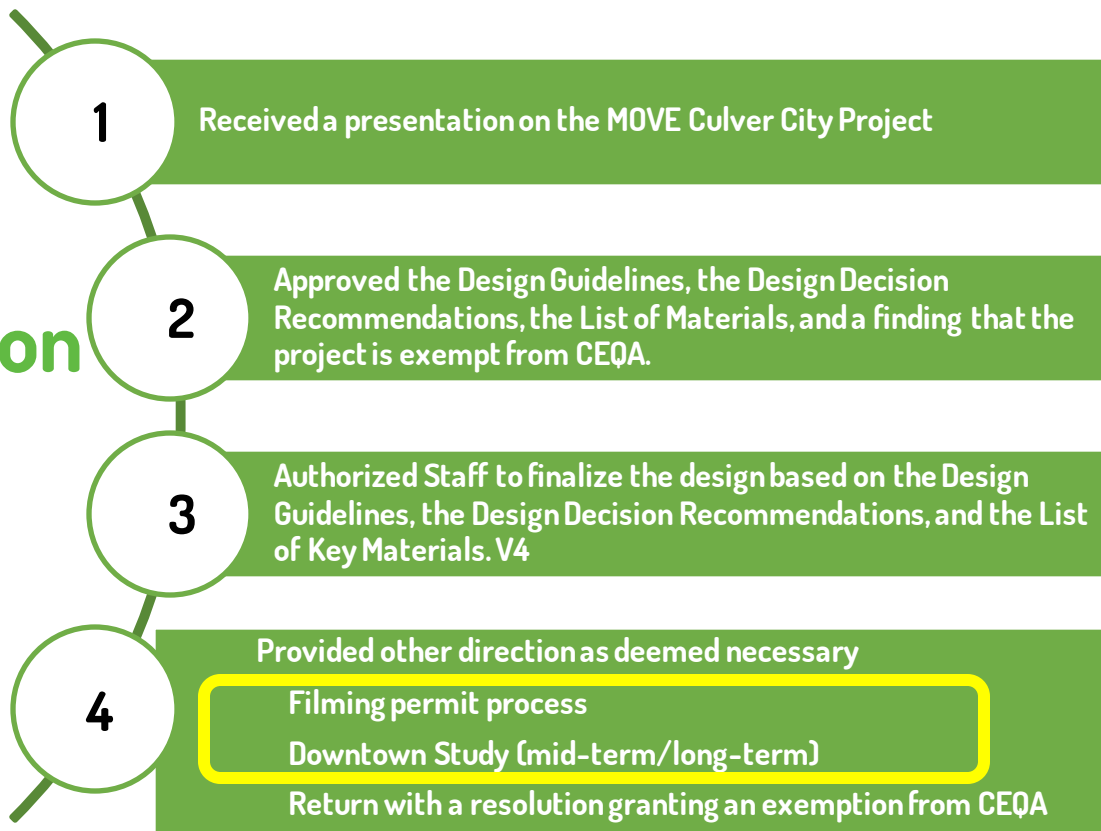 1
Received a presentation on the MOVE Culver City Project
on
2
Approved the Design Guidelines, the Design Decision
Recommendations, the List of Materials, and a finding that the
project is exempt from CEQA.
3
Authorized Staff to finalize the design based on the Design
Guidelines, the Design Decision Recommendations, and the List
of Key Materials. V4
4
Provided other direction as deemed necessary
Filming permit process
Downtown Study (mid-term/long-term)
Return with a resolution granting an exemption from CEQA